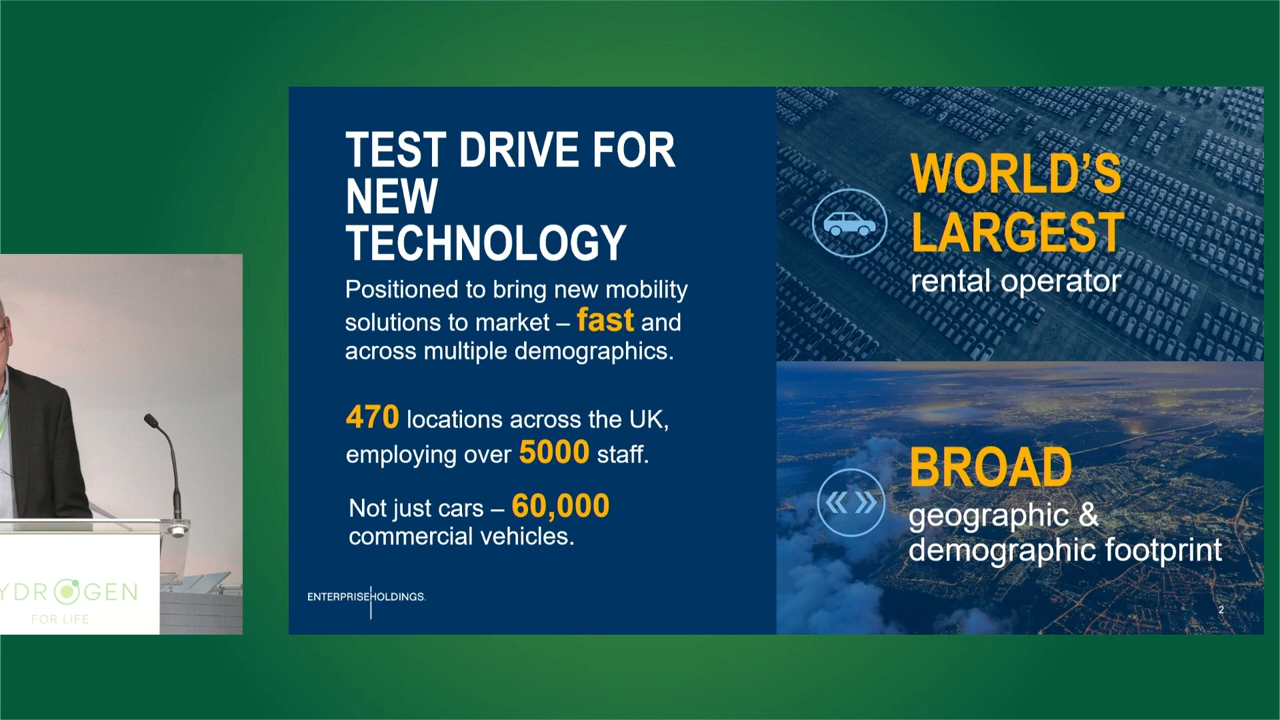 TEST DRIVE FOR
NEW
TECHNOLOGY
Positioned to bring new mobility
solutions to market – fast and
across multiple demographics.
470 locations across the UK,
employing over 5000 staff.
Not just cars – 60,000
commercial vehicles.
ENTERPRISE HOLDINGS.
WORLD'S
LARGEST
rental operator
BROAD
geographic &
demographic footprint
2
YDROGEN
FOR LIFE